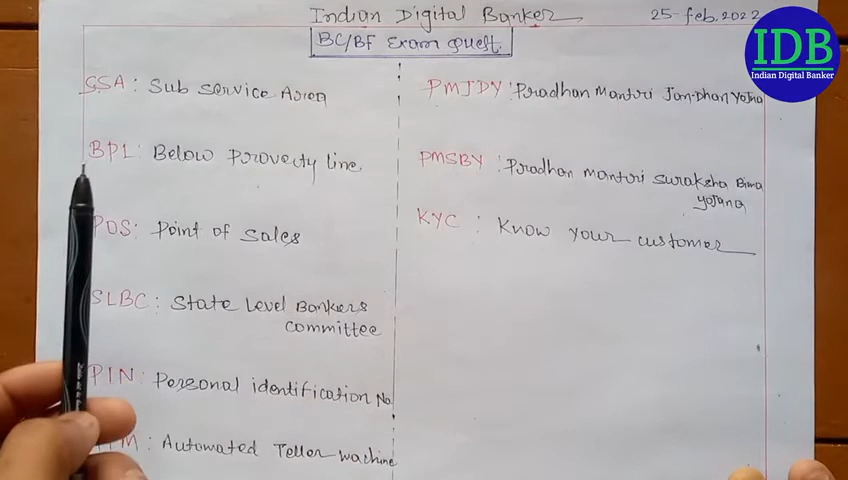 Indian Digital Banker
25-feb.2022
BC/BF Exam Quest.
IDB
Indian Digital Banker
SSA : Sub Service Area
BPL : Below Proverty line
POS : Point of Sales
SLBC : State Level Bankers
committee
PIN : Personal identification No.
Automated Teller machine
PMJDY : Pradhan Mantri Jan-Dhan Yojna
PMSBY : Pradhan mantri suraksha Bima
yojana
KYC : Know your customer